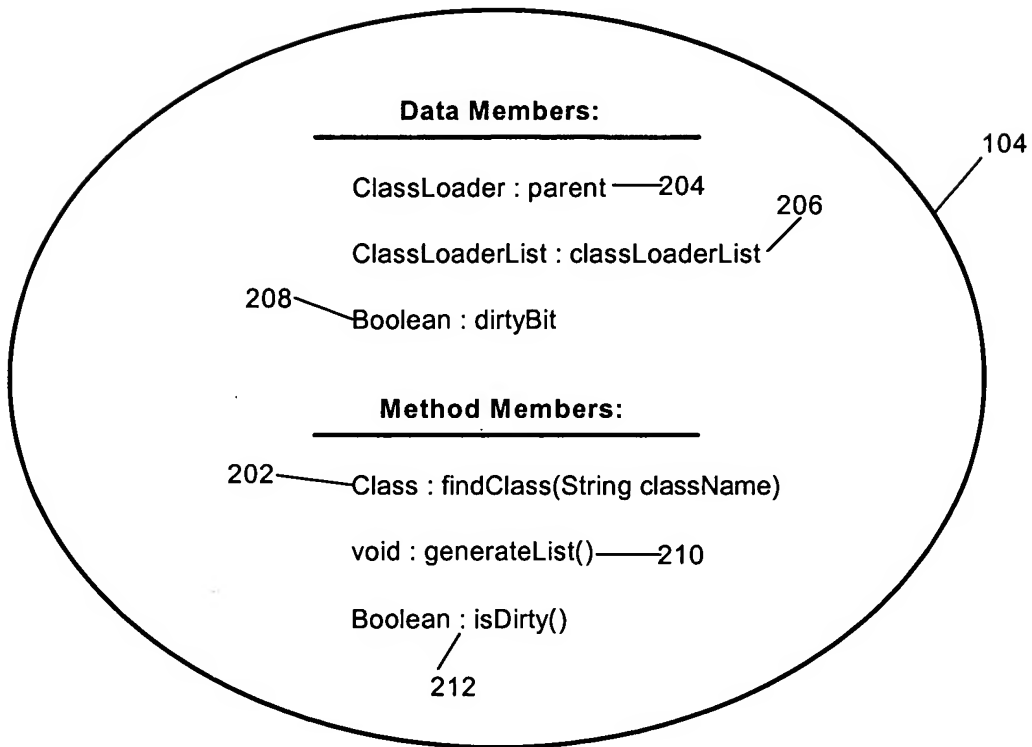 Data Members:
104
ClassLoader : parent 204
206
ClassLoaderList : classLoaderList
208
Boolean : dirtyBit
Method Members:
202 Class : findClass(String className)
void : generateList() 210
Boolean : isDirty()
212